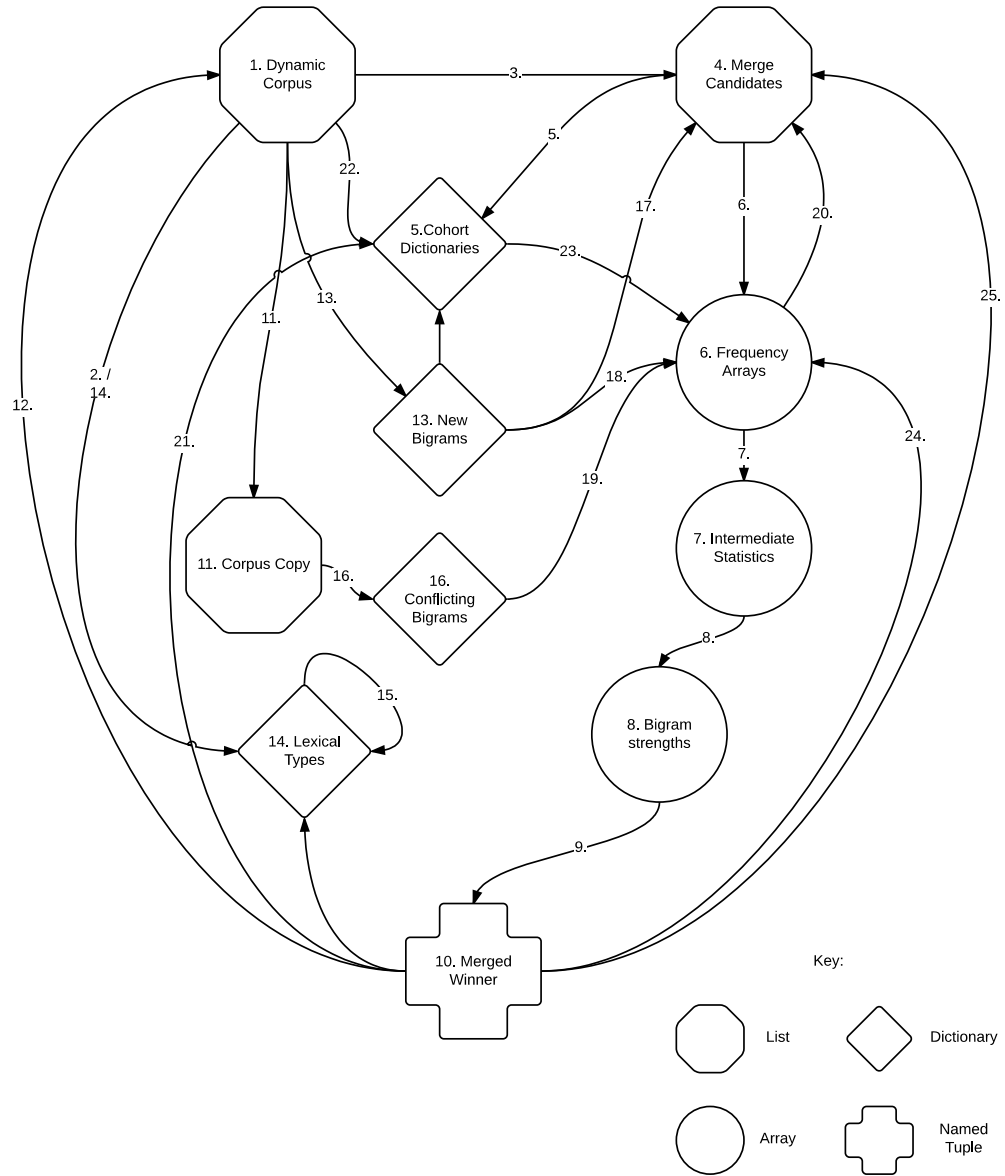 1. Dynamic
Corpus
4. Merge
Candidates
3.
5.
22.
17.
6.
20.
5.Cohort
Dictionaries
23.
25.
13.
11.
6. Frequency
Arrays
2. /
14.
12.
18.
13. New
Bigrams
21.
24.
7.
19.
7. Intermediate
Statistics
11. Corpus Copy
16.
16.
Conflicting
Bigrams
8.
15.
14. Lexical
Types
8. Bigram
strengths
9.
10. Merged
Winner
Key:
List
Dictionary
Array
Named
Tuple